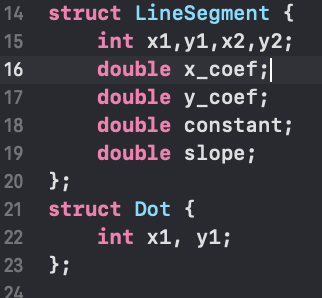 14 struct LineSegment {
15     int x1,y1,x2,y2;
16     double x_coef;
17     double y_coef;
18     double constant;
19     double slope;
20 };
21 struct Dot {
22     int x1, y1;
23 };
24